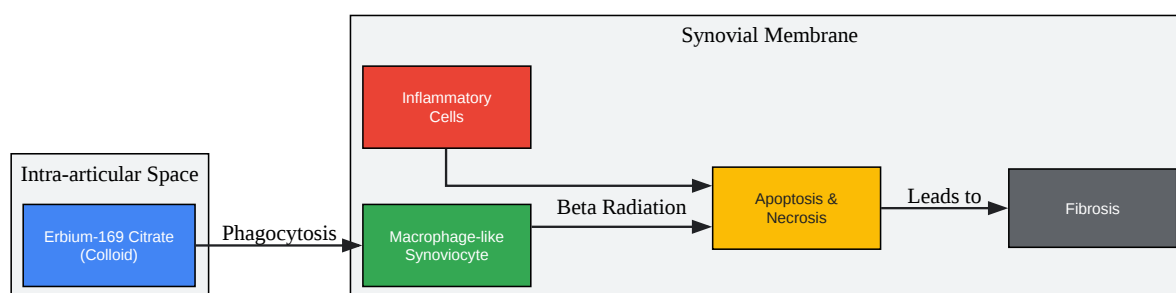 Synovial Membrane
Inflammatory
Cells
Intra-articular Space
Erbium-169 Citrate
(Colloid)
Phagocytosis
Macrophage-like
Synoviocyte
Beta Radiation
Apoptosis &
Necrosis
Leads to
Fibrosis